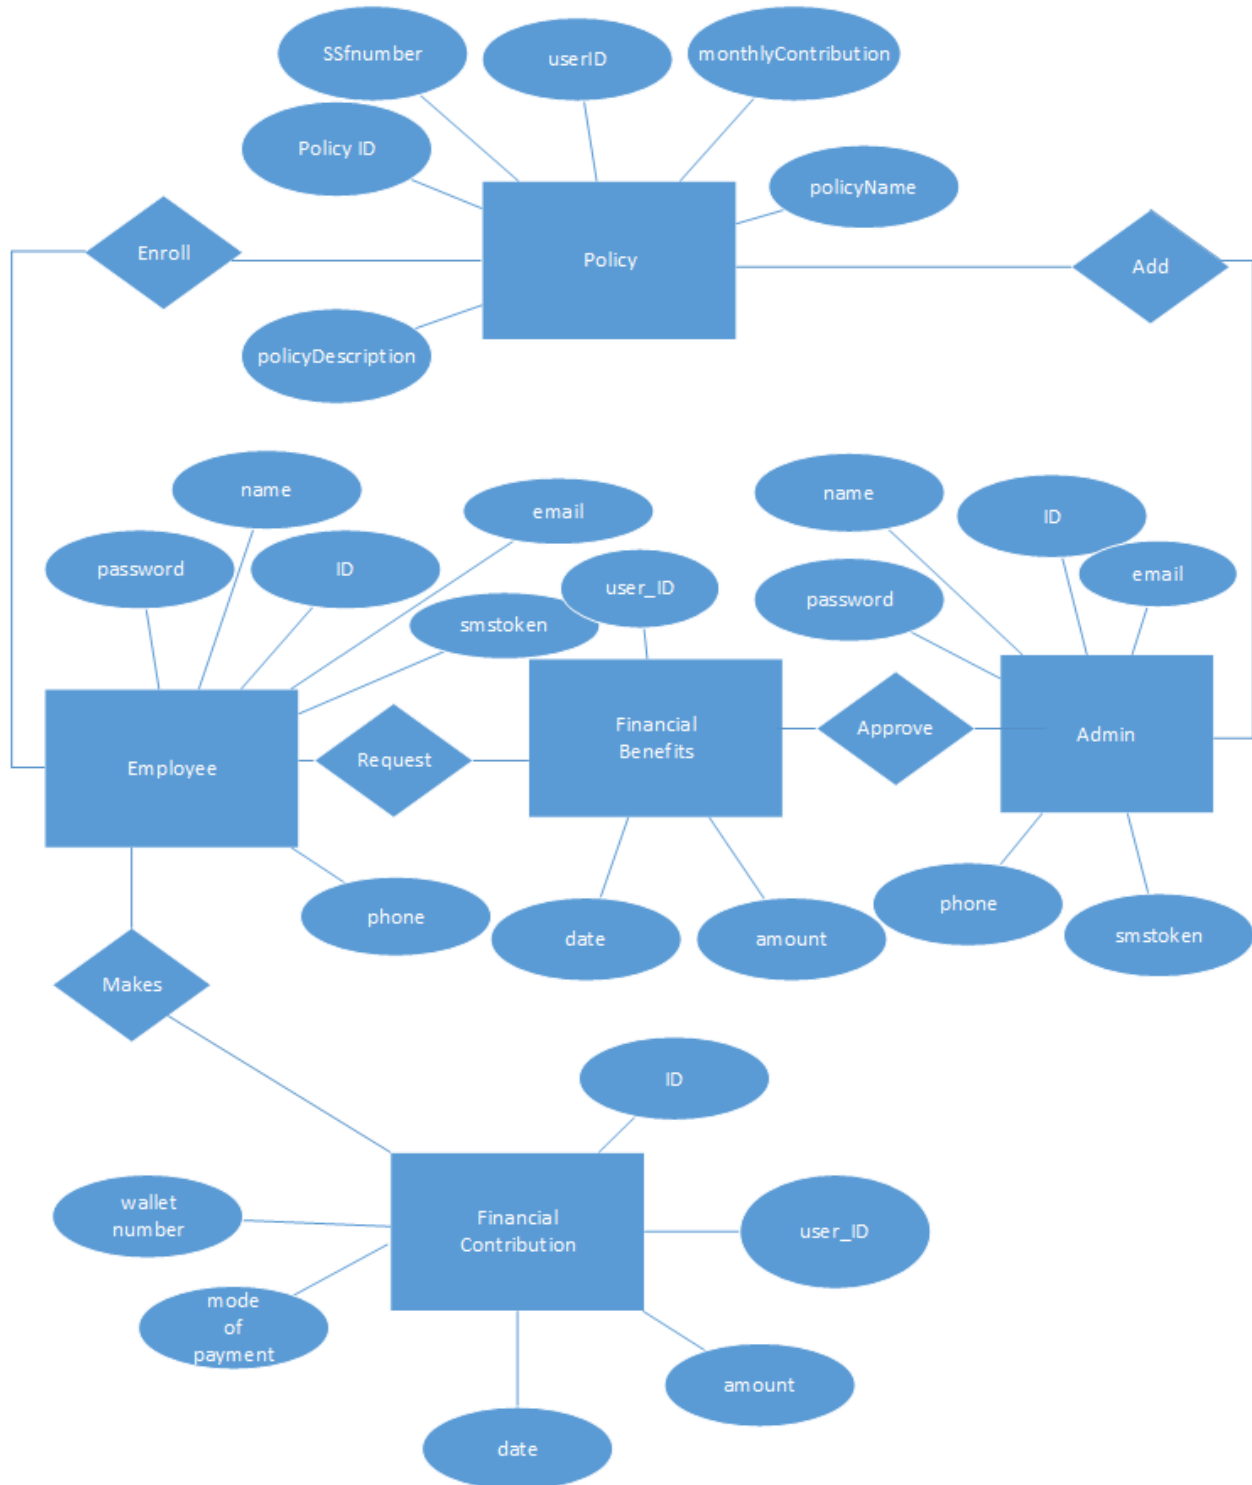 SSfnumber
userID
monthlyContribution
Policy ID
policyName
Enroll
Policy
Add
policyDescription
name
email
name
ID
password
ID
user_ID
email
smstoken
password
Financial
Benefits
Approve
Admin
Employee
Request
phone
date
amount
phone
smstoken
Makes
ID
wallet
number
Financial
Contribution
user_ID
mode
of
payment
amount
date